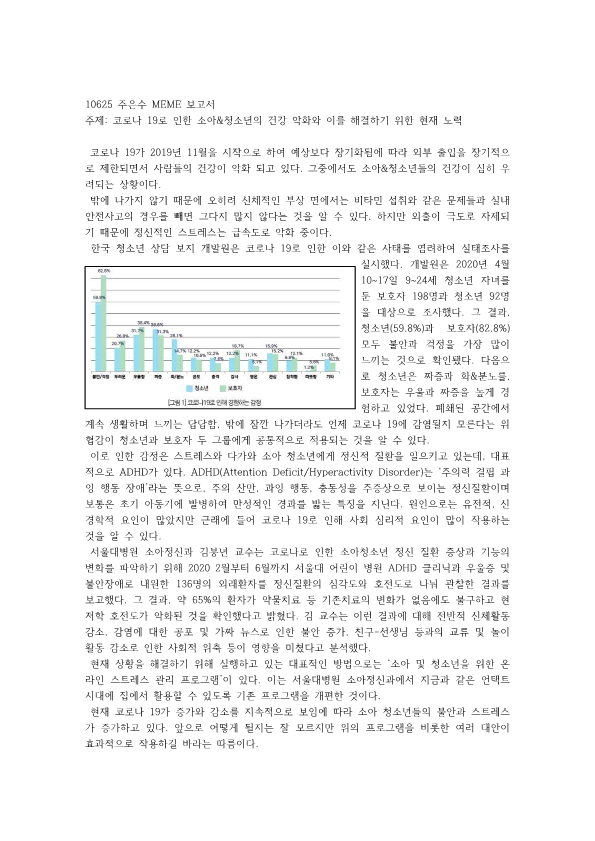 10625 주은수 MEME 보고서
주제: 코로나 19로 인한 소아&청소년의 건강 악화와 이를 해결하기 위한 현재 노력
코로나 19가 2019년 11월을 시작으로 하여 예상보다 장기화됨에 따라 외부 출입을 장기적으
로 제한되면서 사람들의 건강이 악화 되고 있다. 그중에서도 소아&청소년들의 건강이 심히 우
려되는 상황이다.
밖에 나가지 않기 때문에 오히려 신체적인 부상 면에서는 비타민 섭취와 같은 문제들과 실내
안전사고의 경우를 빼면 그다지 많지 않다는 것을 알 수 있다. 하지만 외출이 극도로 자제되
기 때문에 정신적인 스트레스는 급속도로 악화 중이다.
한국 청소년 상담 보지 개발원은 코로나 19로 인한 이와 같은 사태를 염려하여 실태조사를
실시했다. 개발원은 2020년 4월
10~17일 9~24세 청소년 자녀를
둔 보호자 198명과 청소년 92명
을 대상으로 조사했다. 그 결과,
청소년(59.8%)과 보호자(82.8%)
모두 불안과 걱정을 가장 많이
느끼는 것으로 확인됐다. 다음으
로 청소년은 짜증과 화&분노를,
보호자는 우울과 짜증을 높게 경
험하고 있었다. 폐쇄된 공간에서
82.8%
59.8%
20.7%
26.8%
31.7%
38.4%
31.3%
28.1%
14.7%
12.2%
12.2%
12.2%
18.7%
11.1%
15.9%
15.2%
12.1%
1.2%
11.0%
불안/걱정 두려움 우울함 짜증 화/분노 공포 충격 감사 평온 관심
기타
청소년 보호자
[그림 1] 코로나19로 인해 경험하는 감정
계속 생활하며 느끼는 답답함, 밖에 잠깐 나가더라도 언제 코로나 19에 감염될지 모른다는 위
협감이 청소년과 보호자 두 그룹에게 공통적으로 적용되는 것을 알 수 있다.
이로 인한 감정은 스트레스와 다가와 소아 청소년에게 정신적 질환을 일으키고 있는데, 대표
적으로 ADHD가 있다. ADHD(Attention Deficit/Hyperactivity Disorder)는 '주의력 결핍 과
잉 행동 장애'라는 뜻으로, 주의 산만, 과잉 행동, 충동성을 주증상으로 보이는 정신질환이며
보통은 초기 아동기에 발병하여 만성적인 경과를 밟는 특징을 지닌다. 원인으로는 유전적, 신
경학적 요인이 많았지만 근래에 들어 코로나 19로 인해 사회 심리적 요인이 많이 작용하는
것을 알 수 있다.
서울대병원 소아정신과 김붕년 교수는 코로나로 인한 소아청소년 정신 질환 증상과 기능의
변화를 파악하기 위해 2020 2월부터 6월까지 서울대 어린이 병원 ADHD 클리닉과 우울증 및
불안장애로 내원한 136명의 외래환자를 정신질환의 심각도와 호전도로 나눠 관찰한 결과를
보고했다. 그 결과, 약 65%의 환자가 약물치료 등 기존치료의 변화가 없음에도 불구하고 현
저하 호전도가 악화된 것을 확인했다고 밝혔다. 김 교수는 이런 결과에 대해 전반적 신체활동
감소, 감염에 대한 공포 및 가짜 뉴스로 인한 불안 증가, 친구-선생님 등과의 교류 및 놀이
활동 감소로 인한 사회적 위축 등이 영향을 미쳤다고 분석했다.
현재 상황을 해결하기 위해 실행하고 있는 대표적인 방법으로는 '소아 및 청소년을 위한 온
라인 스트레스 관리 프로그램'이 있다. 이는 서울대병원 소아정신과에서 지금과 같은 언택트
시대에 집에서 활용할 수 있도록 기존 프로그램을 개편한 것이다.
현재 코로나 19가 증가와 감소를 지속적으로 보임에 따라 소아 청소년들의 불안과 스트레스
가 증가하고 있다. 앞으로 어떻게 될지는 잘 모르지만 위의 프로그램을 비롯한 여러 대안이
효과적으로 작용하길 바라는 따름이다.